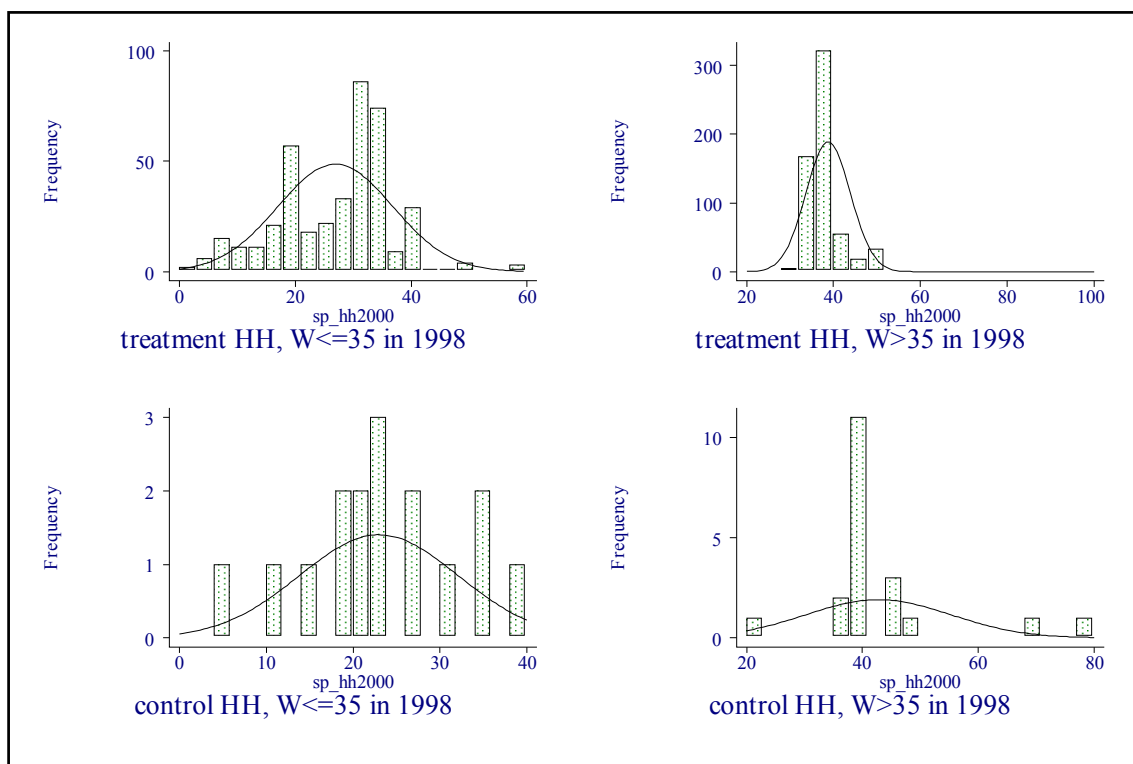 Frequency
100
50
0
0 20 40 60
sp_hh2000
treatment HH, W<=35 in 1998
Frequency
300
200
100
0
20 40 60 80 100
sp_hh2000
treatment HH, W>35 in 1998
Frequency
3
2
1
0
0 10 20 30 40
sp_hh2000
control HH, W<=35 in 1998
Frequency
10
5
0
20 40 60 80
sp_hh2000
control HH, W>35 in 1998